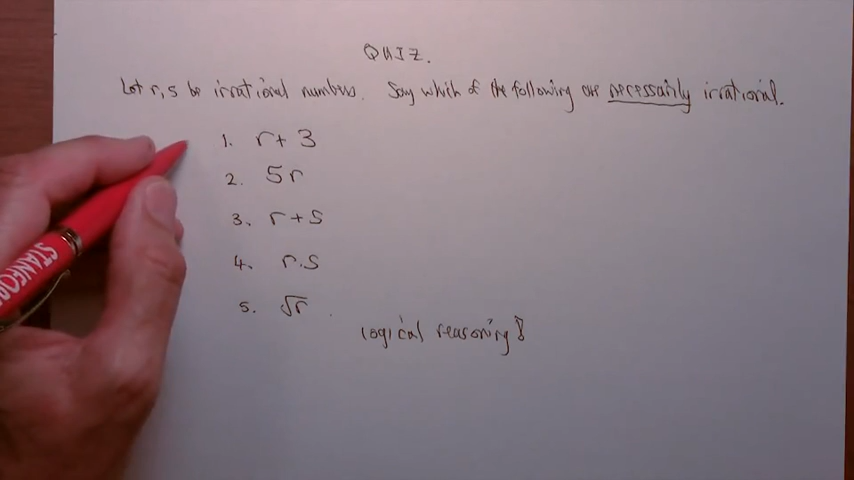 QUIZ.
Let r, s be irrational numbers. Say which of the following are necessarily irrational.
1. r+3
2. 5r
3. r+s
4. r.s
5. √r.
logical reasoning!
STANFOR